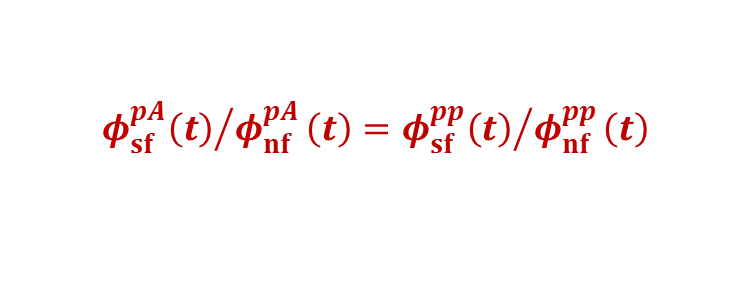 ϕ_sf^pA(t)/ϕ_nf^pA(t) = ϕ_sf^pp(t)/ϕ_nf^pp(t)